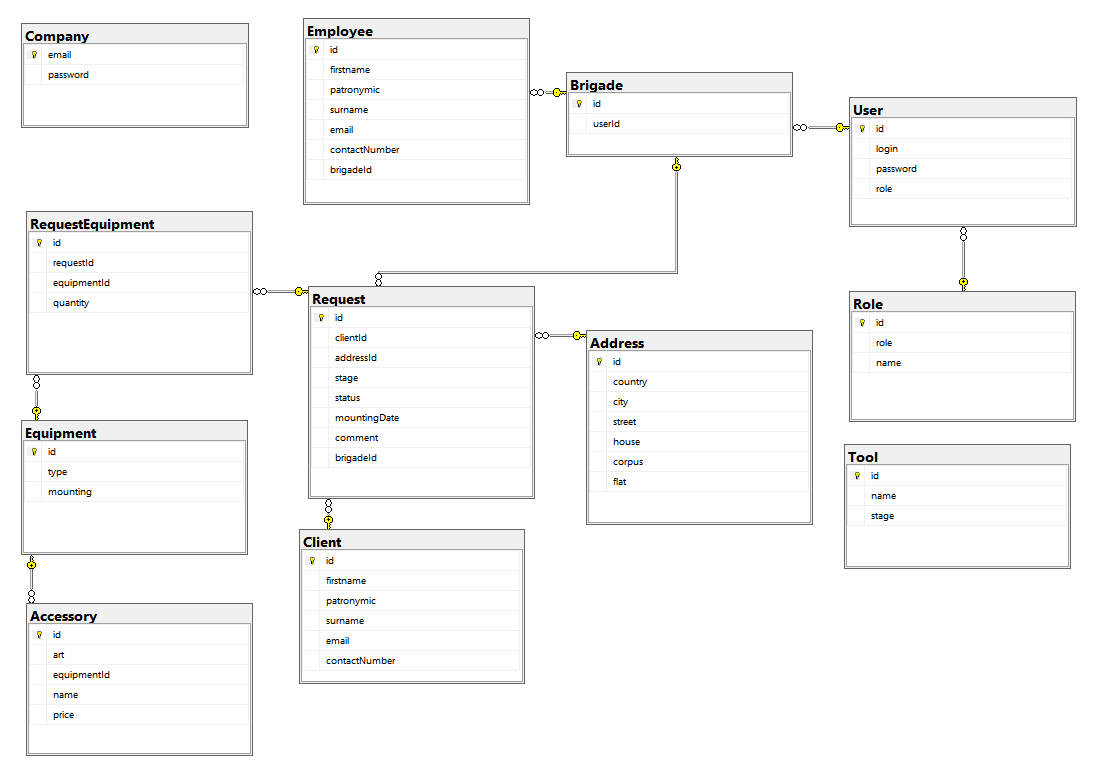 Company
email
password
Employee
id
firstname
patronymic
surname
email
contactNumber
brigadeId
Brigade
id
userId
User
id
login
password
role
RequestEquipment
id
requestId
equipmentId
quantity
Request
id
clientId
addressId
stage
status
mountingDate
comment
brigadeId
Address
id
country
city
street
house
corpus
flat
Role
id
role
name
Equipment
id
type
mounting
Tool
id
name
stage
Client
id
firstname
patronymic
surname
email
contactNumber
Accessory
id
art
equipmentId
name
price